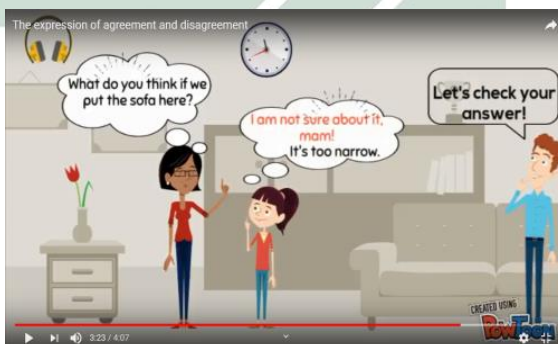 The expression of agreement and disagreement
What do you think if we
put the sofa here?
I am not sure about it,
mam!
It's too narrow.
Let's check your
answer!
CREATED USING
POWTOON
3:23 / 4:07